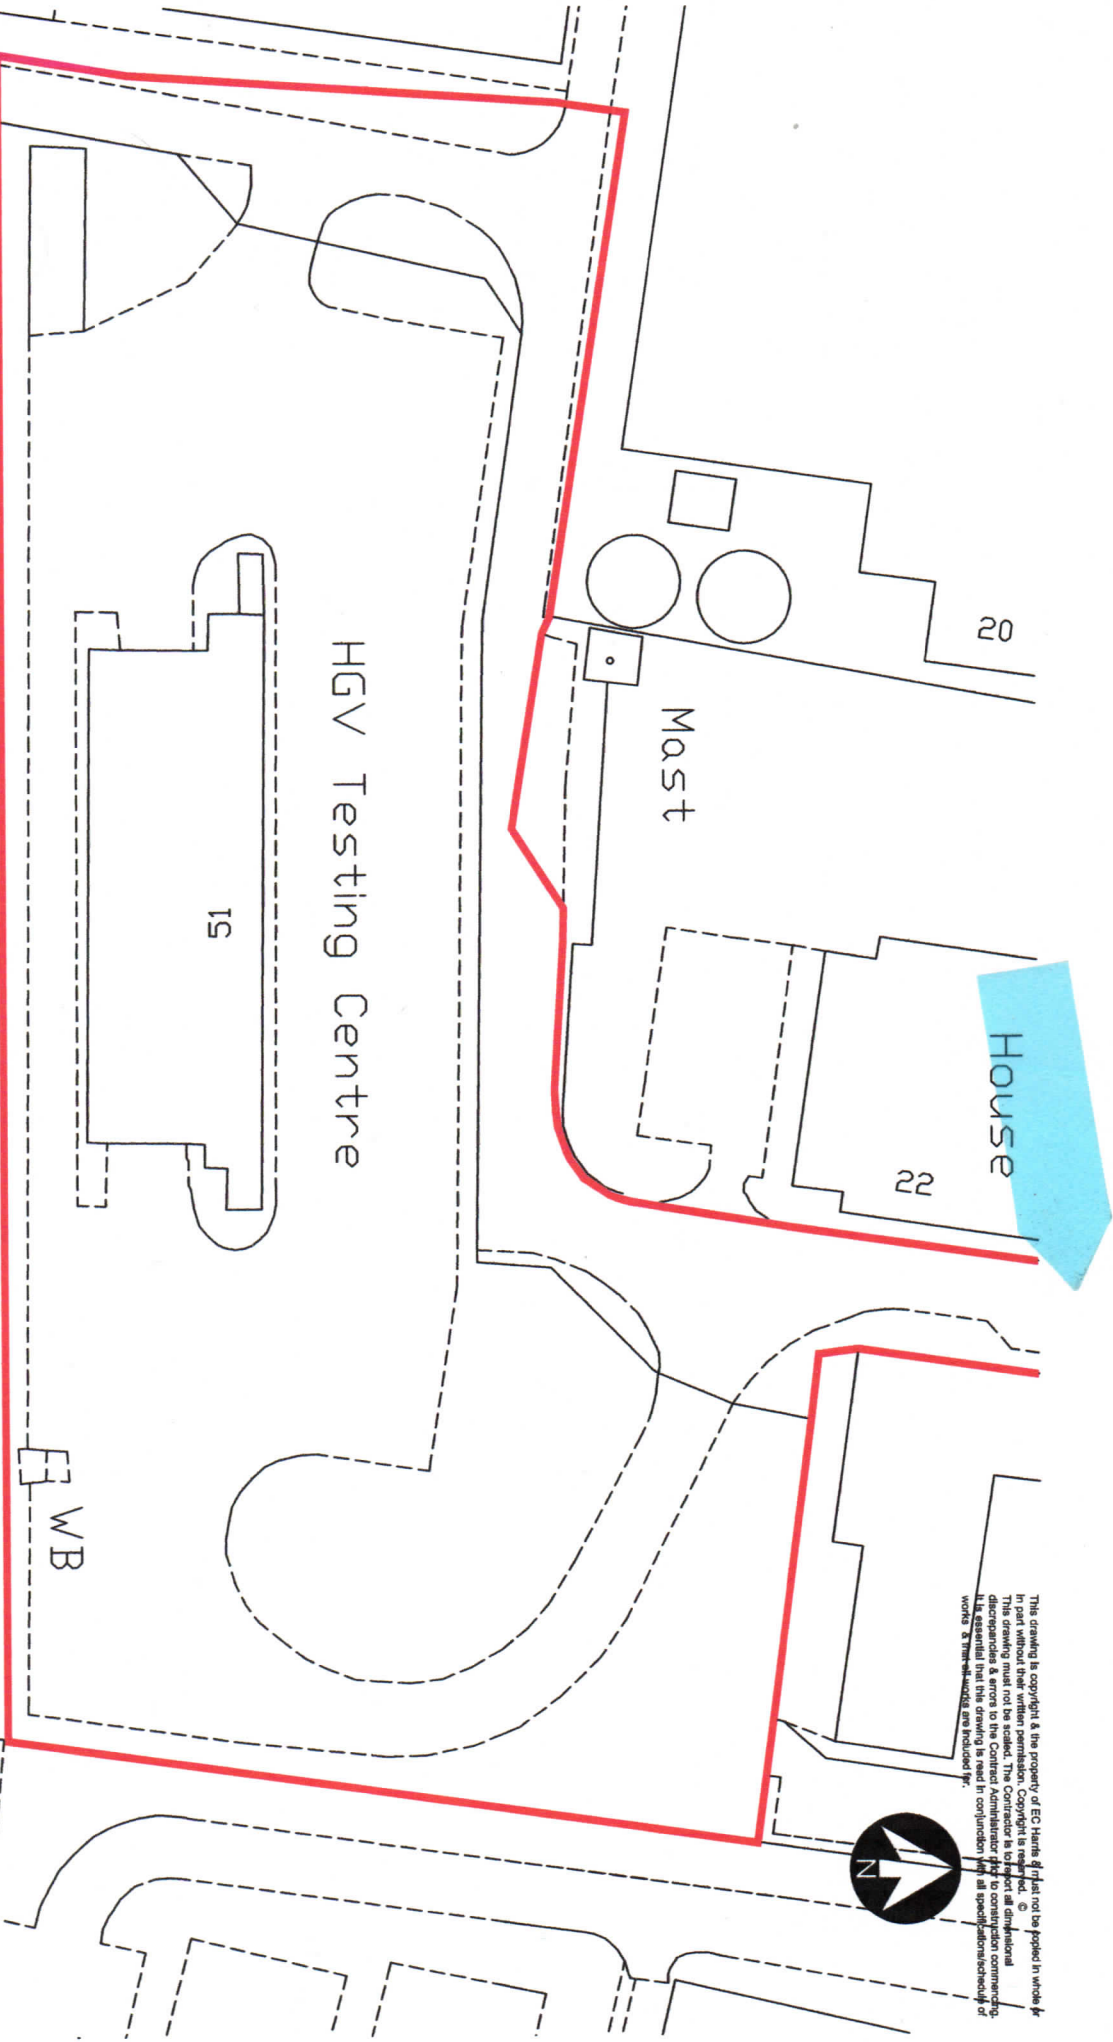 This drawing is copyright & the property of EC Harris & must not be copied in whole or
in part without their written permission. Copyright is reserved. ©
This drawing must not be scaled. The Contractor is to report all dimensional
discrepancies & errors to the Contract Administrator prior to construction commencing.
It is essential that this drawing is read in conjunction with all specifications/schedule of
works & that all works are included for.
N
House
20
22
Mast
HGV Testing Centre
51
WB